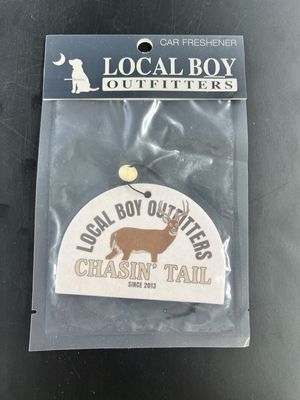 CAR FRESHENER
LOCAL BOY
OUTFITTERS
LOCAL BOY OUTFITTERS
CHASIN' TAIL
SINCE 2013